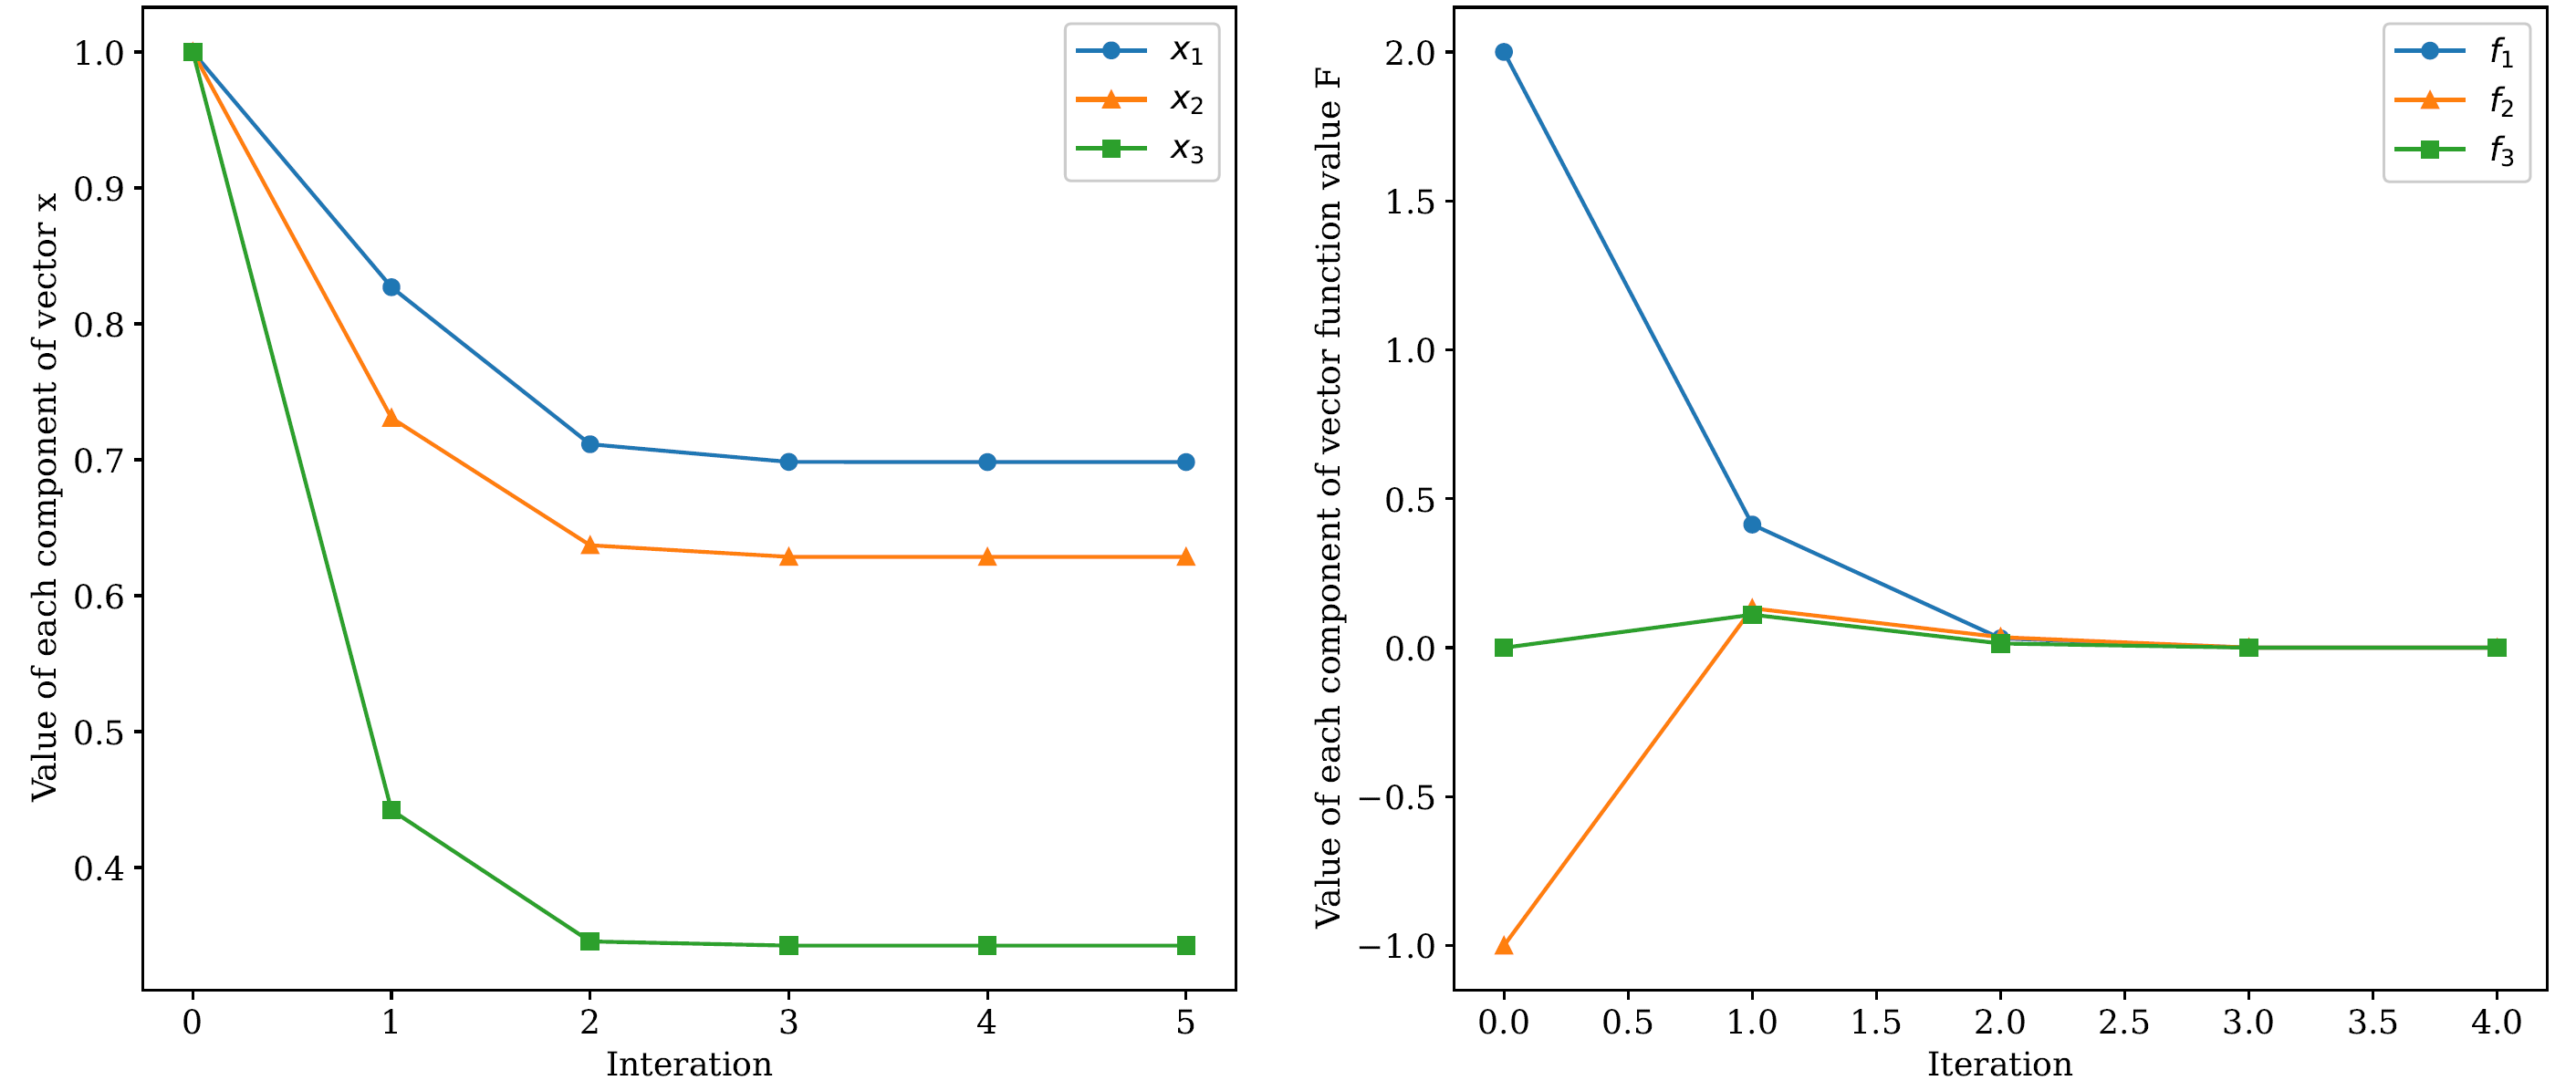 Value of each component of vector x
1.0
0.9
0.8
0.7
0.6
0.5
0.4
0 1 2 3 4 5
Interation
x1
x2
x3
Value of each component of vector function value F
2.0
1.5
1.0
0.5
0.0
−0.5
−1.0
0.0 0.5 1.0 1.5 2.0 2.5 3.0 3.5 4.0
Iteration
f1
f2
f3